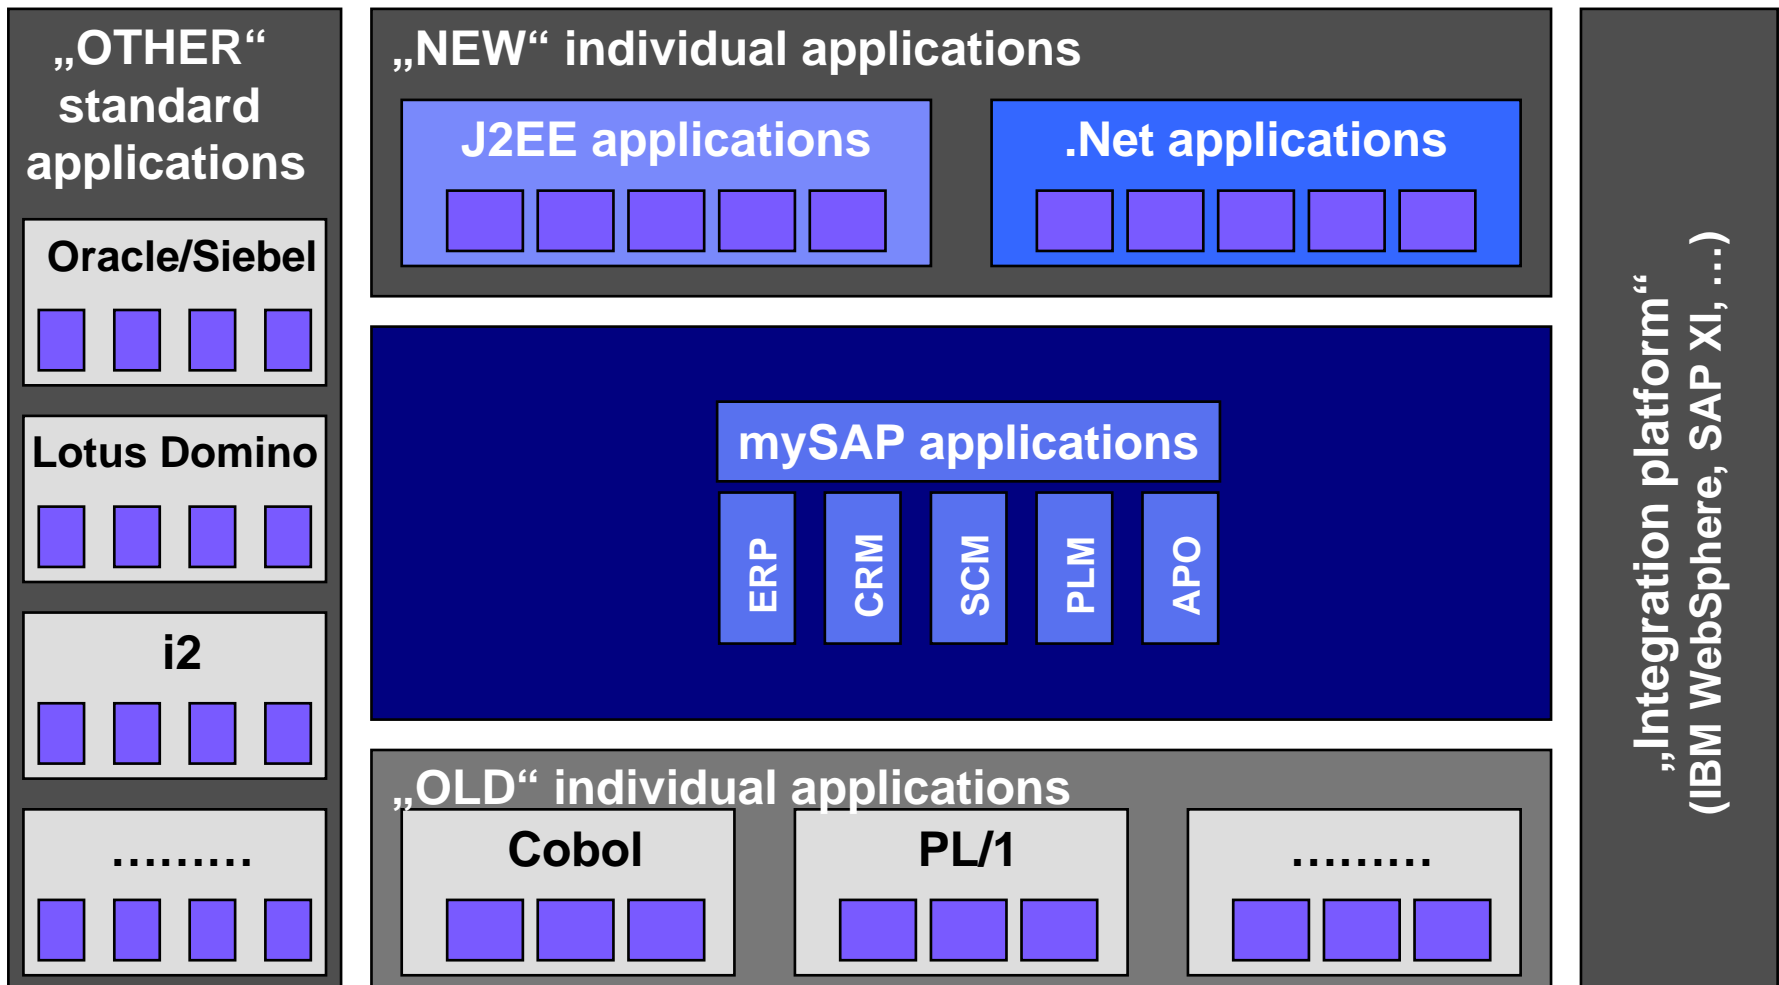 „OTHER“
standard
applications
Oracle/Siebel
Lotus Domino
i2
………
„NEW“ individual applications
J2EE applications
.Net applications
mySAP applications
ERP
CRM
SCM
PLM
APO
„OLD“ individual applications
Cobol
PL/1
………
„Integration platform“
(IBM WebSphere, SAP XI, …)